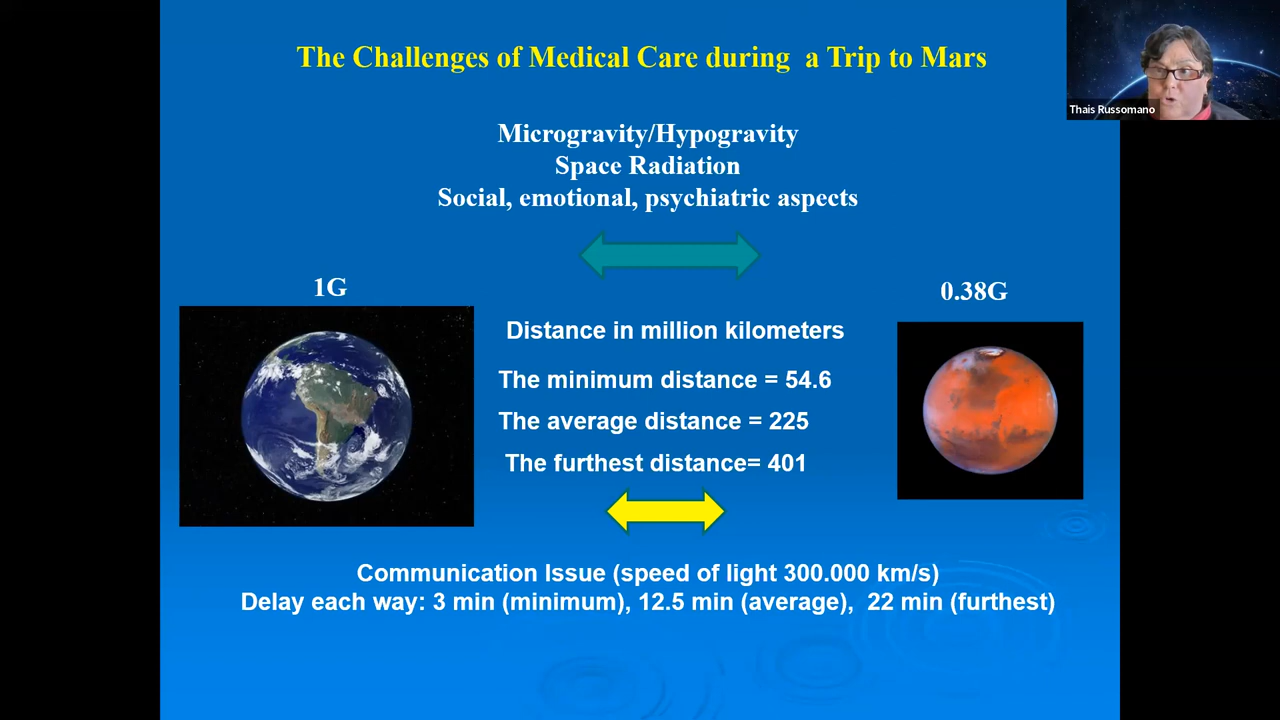 The Challenges of Medical Care during a Trip to Mars
Thais Russomano
Microgravity/Hypogravity
Space Radiation
Social, emotional, psychiatric aspects
1G
0.38G
Distance in million kilometers
The minimum distance = 54.6
The average distance = 225
The furthest distance= 401
Communication Issue (speed of light 300.000 km/s)
Delay each way: 3 min (minimum), 12.5 min (average), 22 min (furthest)